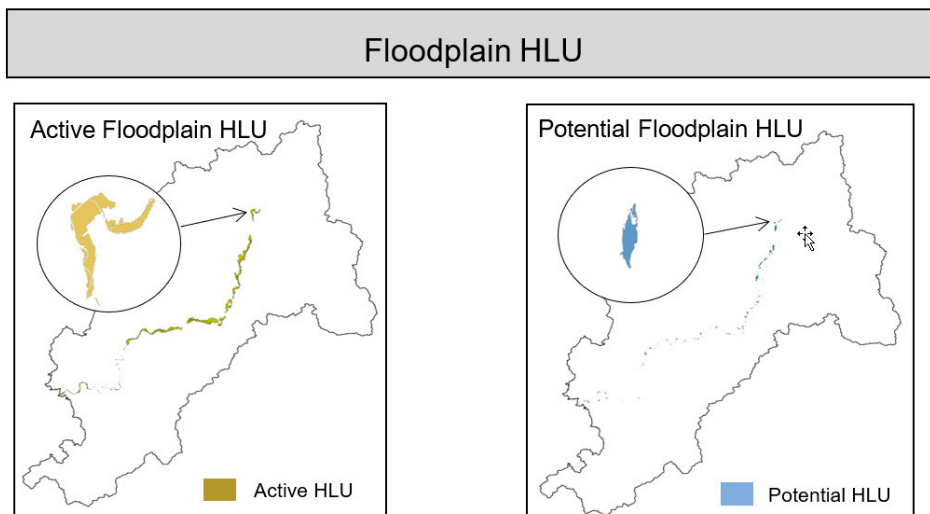 Floodplain HLU
Active Floodplain HLU
Active HLU
Potential Floodplain HLU
Potential HLU